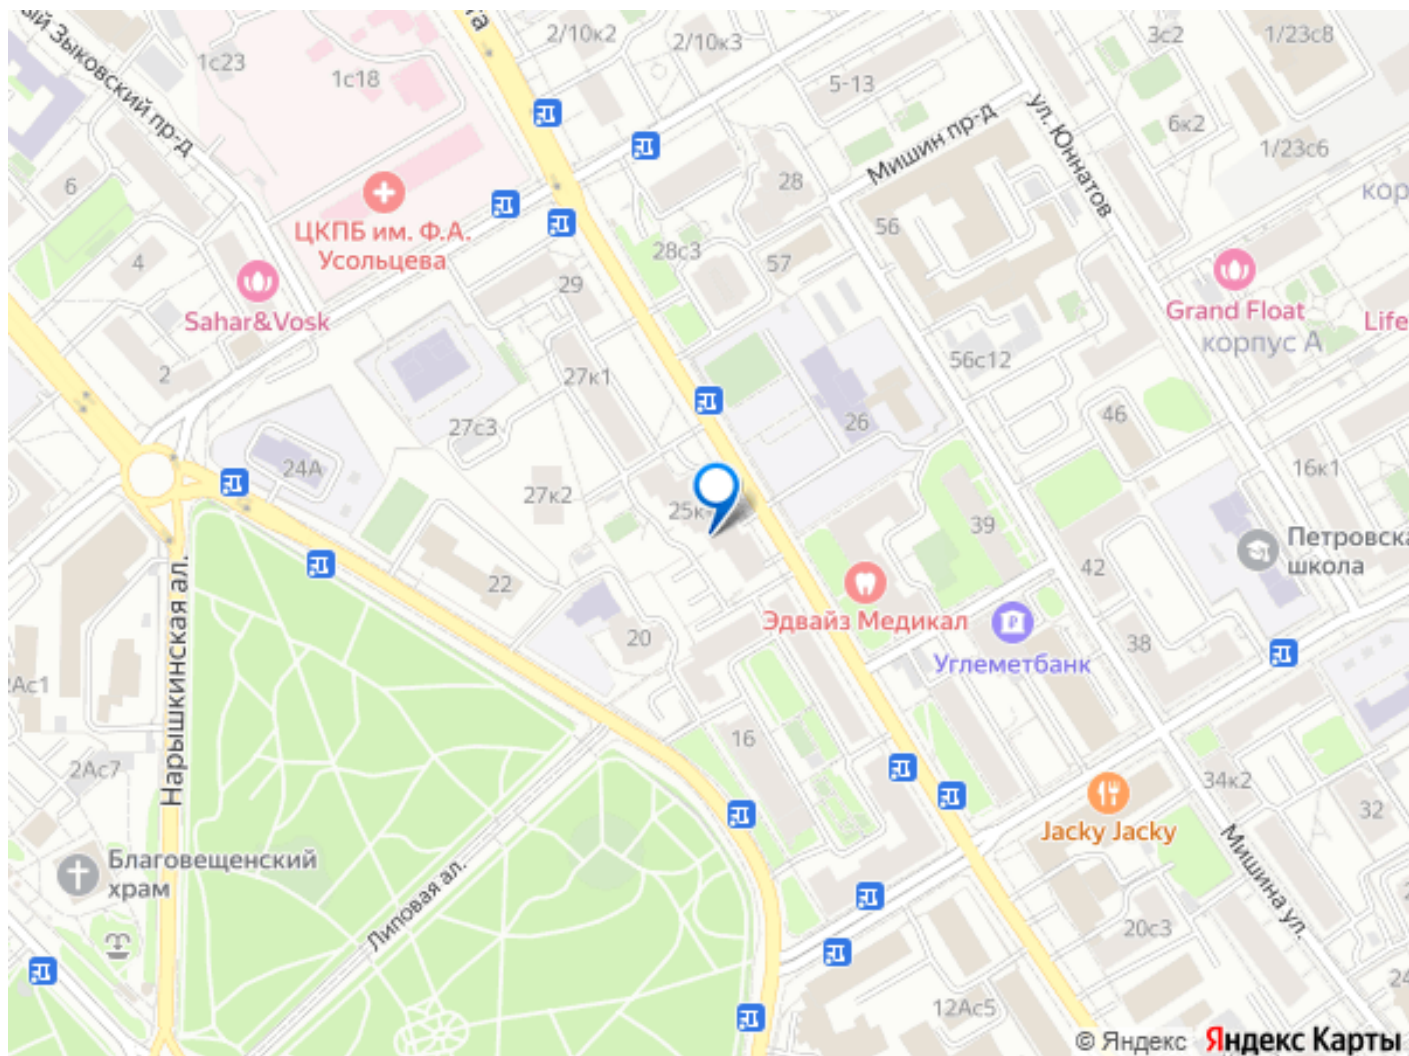 1с23
1с18
2/10к2
2/10к3
5-13
3с2
1/23с8
Зыковский пр-д
Мишин пр-д
ул. Юннатов
6к2
1/23с6
6
ЦКПБ им. Ф.А.
Усольцева
28
56
28с3
57
4
29
Sahar&Vosk
Grand Float
корпус А
Life
2
27к1
56с12
27с3
26
46
24А
27к2
16к1
39
Петровска
школа
22
42
Эдвайз Медикал
20
38
Углеметбанк
Нарышкинская ал.
2Ас7
16
34к2
32
Jacky Jacky
Мишина ул.
Благовещенский
храм
Липовая ал.
20с3
12Ас5
© Яндекс
Яндекс Карты